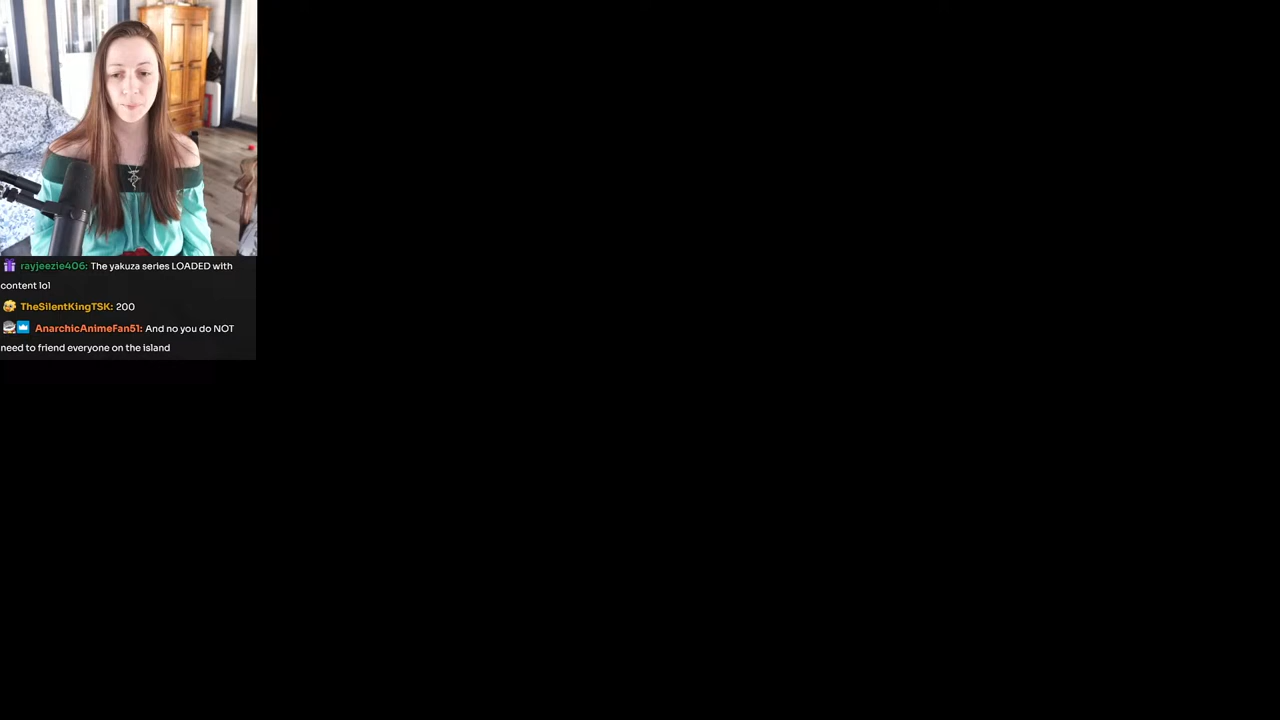 rayjeezie406: The yakuza series LOADED with
content lol
TheSilentKingTSK: 200
AnarchicAnimeFan51: And no you do NOT
need to friend everyone on the island